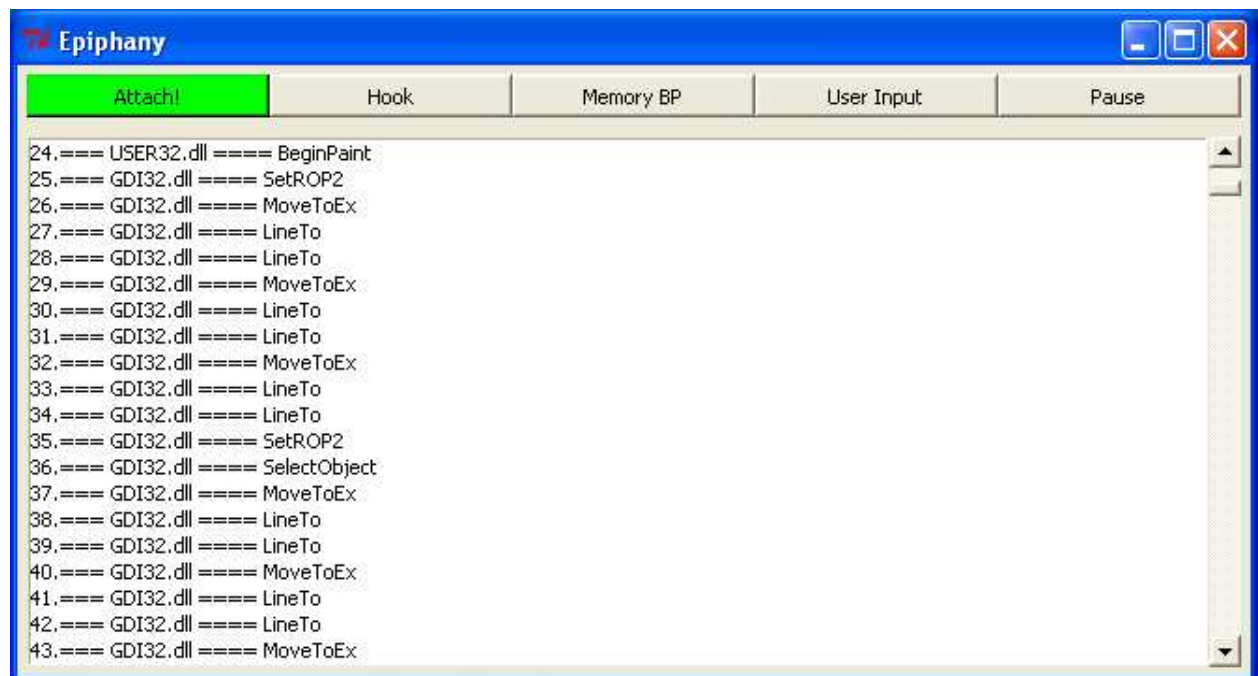 Epiphany
Attach! Hook Memory BP User Input Pause
24.=== USER32.dll ==== BeginPaint
25.=== GDI32.dll ==== SetROP2
26.=== GDI32.dll ==== MoveToEx
27.=== GDI32.dll ==== LineTo
28.=== GDI32.dll ==== LineTo
29.=== GDI32.dll ==== MoveToEx
30.=== GDI32.dll ==== LineTo
31.=== GDI32.dll ==== LineTo
32.=== GDI32.dll ==== MoveToEx
33.=== GDI32.dll ==== LineTo
34.=== GDI32.dll ==== LineTo
35.=== GDI32.dll ==== SetROP2
36.=== GDI32.dll ==== SelectObject
37.=== GDI32.dll ==== MoveToEx
38.=== GDI32.dll ==== LineTo
39.=== GDI32.dll ==== LineTo
40.=== GDI32.dll ==== MoveToEx
41.=== GDI32.dll ==== LineTo
42.=== GDI32.dll ==== LineTo
43.=== GDI32.dll ==== MoveToEx